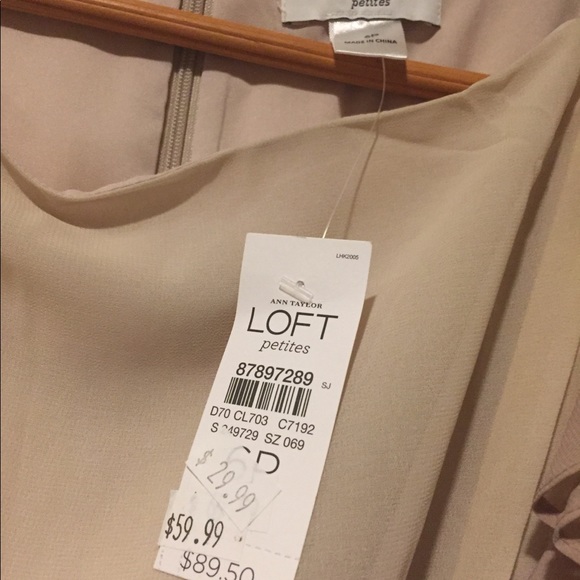 petites
MADE IN CHINA
LHK2005
ANN TAYLOR
LOFT
petites
87897289 SJ
D70 CL703 C7192
SZ 069
$29.99
$59.99
$89.50